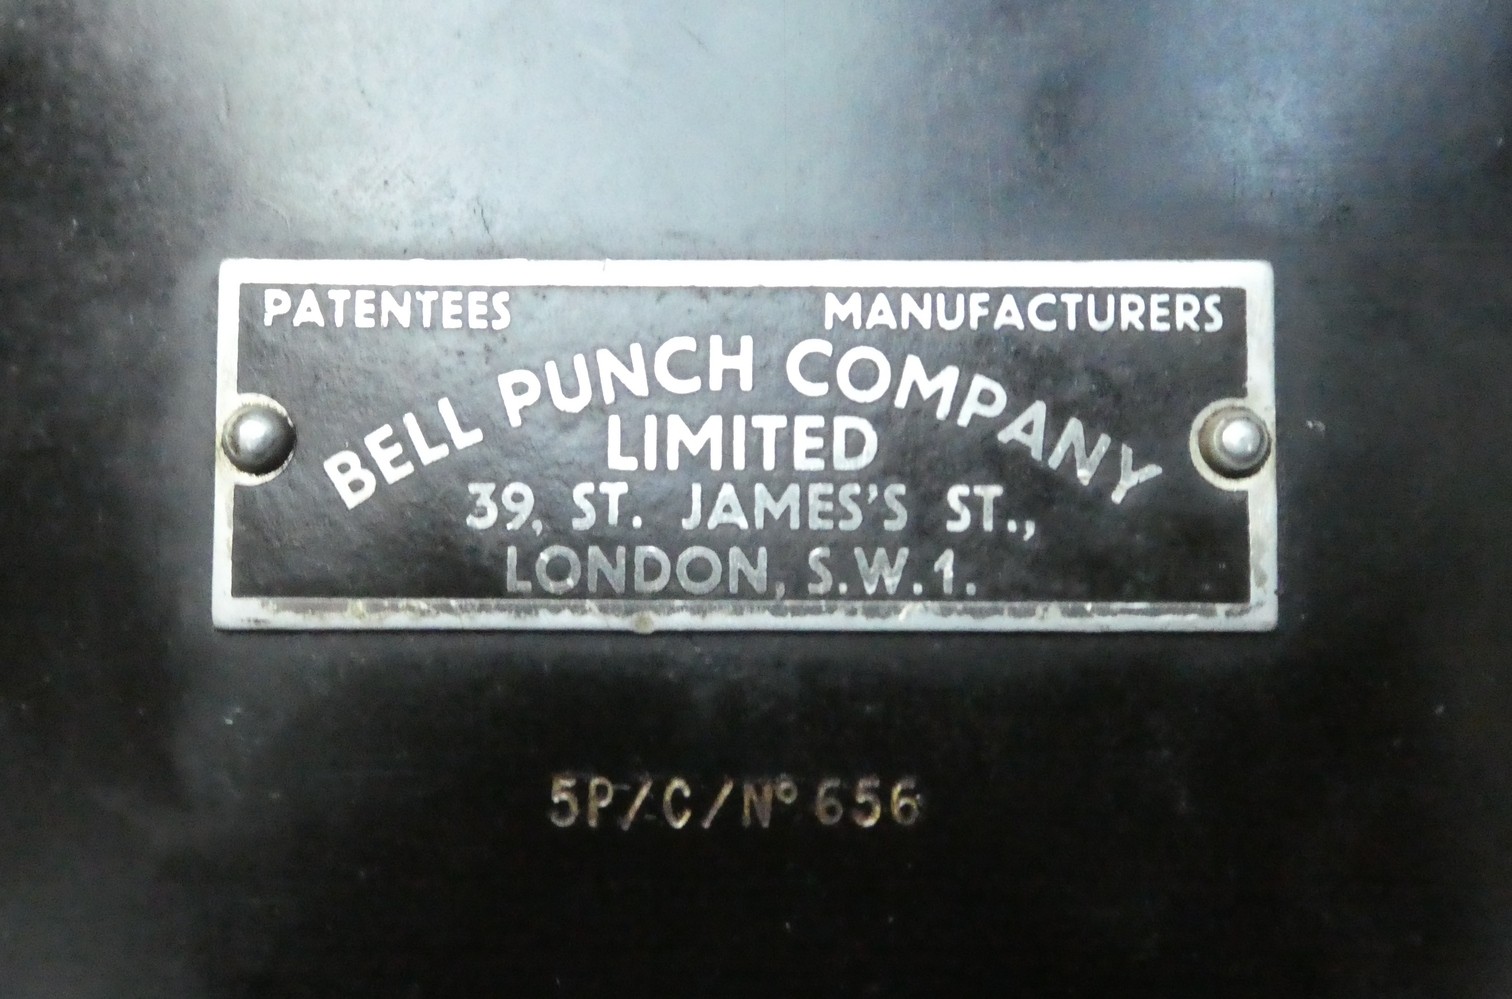 PATENTEES MANUFACTURERS
BELL PUNCH COMPANY
LIMITED
39, ST. JAMES'S ST.,
LONDON, S.W.1.
5P/C/Nº 656